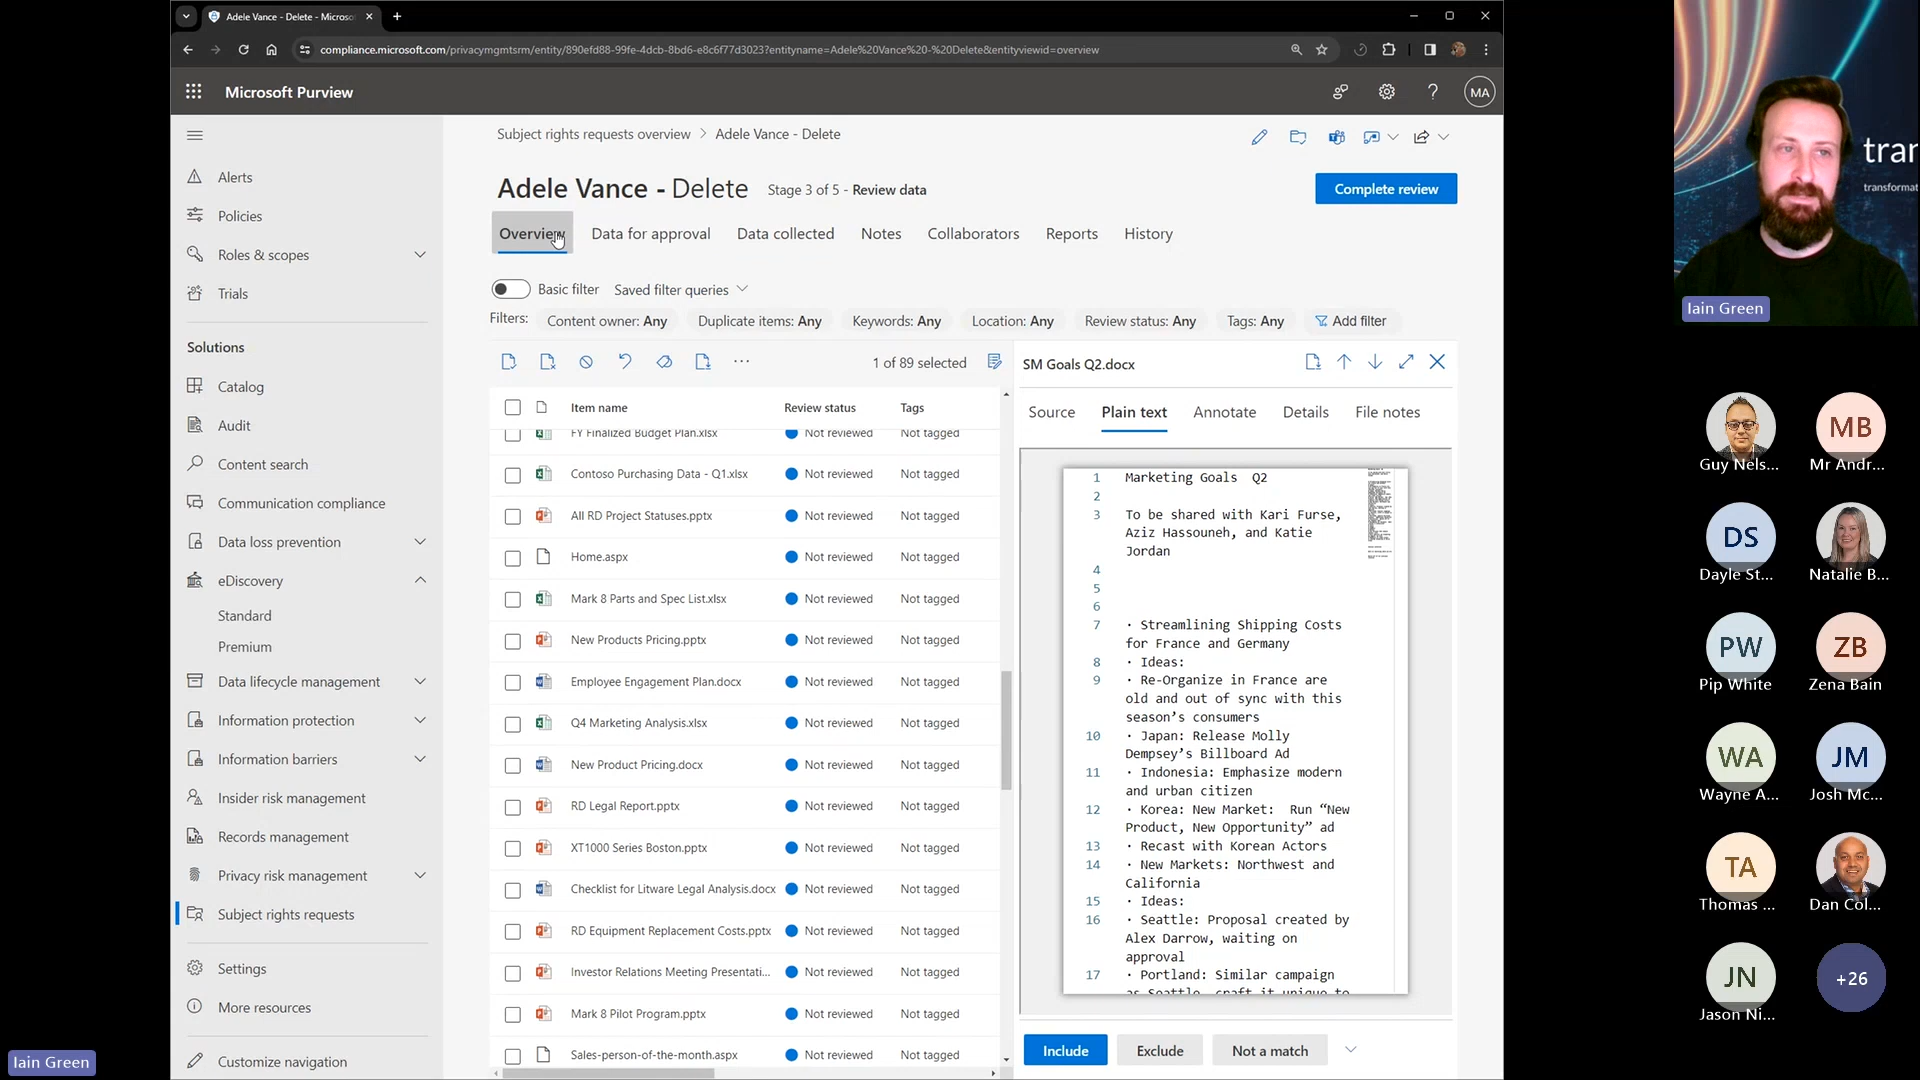 Adele Vance - Delete - Microso
compliance.microsoft.com/privacymgmtsrm/entity/890efd88-99fe-4dcb-8bd6-e8c6f77d3023?entityname=Adele%20Vance%20-%20Delete&entityviewid=overview
Microsoft Purview
MA
Alerts
Policies
Roles & scopes
Trials
Solutions
Catalog
Audit
Content search
Communication compliance
Data loss prevention
eDiscovery
Standard
Premium
Data lifecycle management
Information protection
Information barriers
Insider risk management
Records management
Privacy risk management
Subject rights requests
Settings
More resources
Customize navigation
Subject rights requests overview > Adele Vance - Delete
Adele Vance - Delete Stage 3 of 5 - Review data
Complete review
Overview Data for approval Data collected Notes Collaborators Reports History
Basic filter Saved filter queries
Filters: Content owner: Any Duplicate items: Any Keywords: Any Location: Any Review status: Any Tags: Any Add filter
1 of 89 selected
Item name Review status Tags
FY Finalized Budget Plan.xlsx Not reviewed Not tagged
Contoso Purchasing Data - Q1.xlsx Not reviewed Not tagged
All RD Project Statuses.pptx Not reviewed Not tagged
Home.aspx Not reviewed Not tagged
Mark 8 Parts and Spec List.xlsx Not reviewed Not tagged
New Products Pricing.pptx Not reviewed Not tagged
Employee Engagement Plan.docx Not reviewed Not tagged
Q4 Marketing Analysis.xlsx Not reviewed Not tagged
New Product Pricing.docx Not reviewed Not tagged
RD Legal Report.pptx Not reviewed Not tagged
XT1000 Series Boston.pptx Not reviewed Not tagged
Checklist for Litware Legal Analysis.docx Not reviewed Not tagged
RD Equipment Replacement Costs.pptx Not reviewed Not tagged
Investor Relations Meeting Presentati... Not reviewed Not tagged
Mark 8 Pilot Program.pptx Not reviewed Not tagged
Sales-person-of-the-month.aspx Not reviewed Not tagged
SM Goals Q2.docx
Source Plain text Annotate Details File notes
1 Marketing Goals Q2
2
3 To be shared with Kari Furse,
Aziz Hassouneh, and Katie
Jordan
4
5
6
7 · Streamlining Shipping Costs
for France and Germany
8 · Ideas:
9 · Re-Organize in France are
old and out of sync with this
season’s consumers
10 · Japan: Release Molly
Dempsey’s Billboard Ad
11 · Indonesia: Emphasize modern
and urban citizen
12 · Korea: New Market: Run “New
Product, New Opportunity” ad
13 · Recast with Korean Actors
14 · New Markets: Northwest and
California
15 · Ideas:
16 · Seattle: Proposal created by
Alex Darrow, waiting on
approval
17 · Portland: Similar campaign
as Seattle, craft it unique to
Include Exclude Not a match
tran
transformat
Iain Green
Guy Nels...
MB
Mr Andr...
DS
Dayle St...
Natalie B...
PW
Pip White
ZB
Zena Bain
WA
Wayne A...
JM
Josh Mc...
TA
Thomas ...
Dan Col...
JN
Jason Ni...
+26
Iain Green